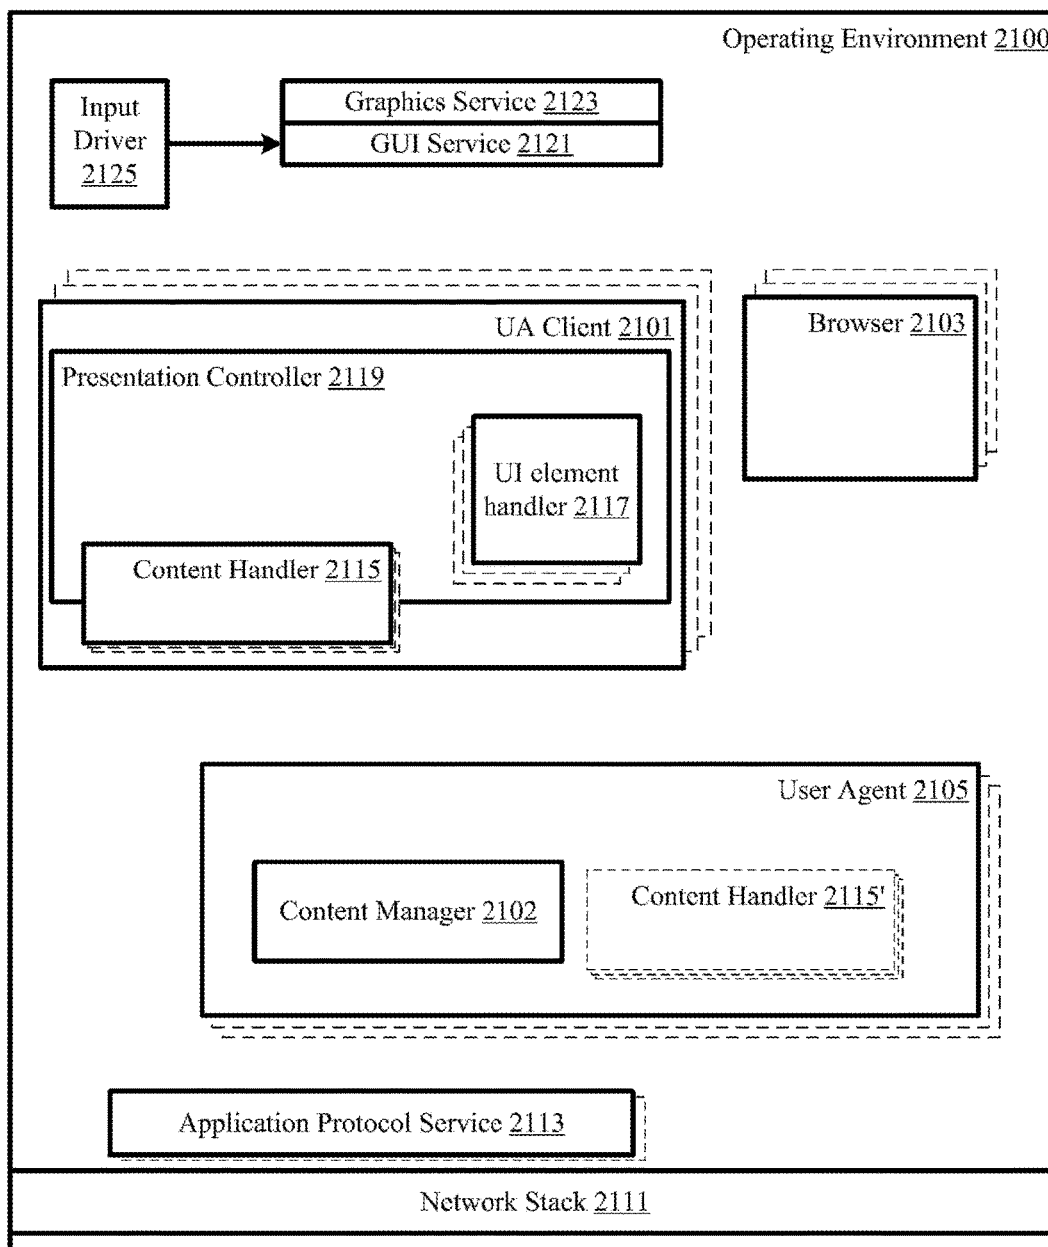 Operating Environment 2100
Input
Driver
2125
Graphics Service 2123
GUI Service 2121
UA Client 2101
Browser 2103
Presentation Controller 2119
UI element
handler 2117
Content Handler 2115
User Agent 2105
Content Manager 2102
Content Handler 2115'
Application Protocol Service 2113
Network Stack 2111